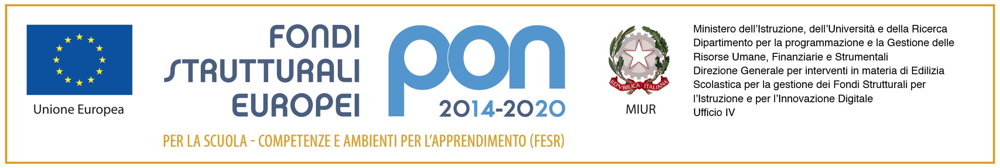 Unione Europea
FONDI
STRUTTURALI
EUROPEI
pon
2014-2020
PER LA SCUOLA - COMPETENZE E AMBIENTI PER L'APPRENDIMENTO (FESR)
REPVBBLICA ITALIANA
MIUR
Ministero dell'Istruzione, dell'Università e della Ricerca
Dipartimento per la programmazione e la Gestione delle
Risorse Umane, Finanziarie e Strumentali
Direzione Generale per interventi in materia di Edilizia
Scolastica per la gestione dei Fondi Strutturali per
l'Istruzione e per l'Innovazione Digitale
Ufficio IV